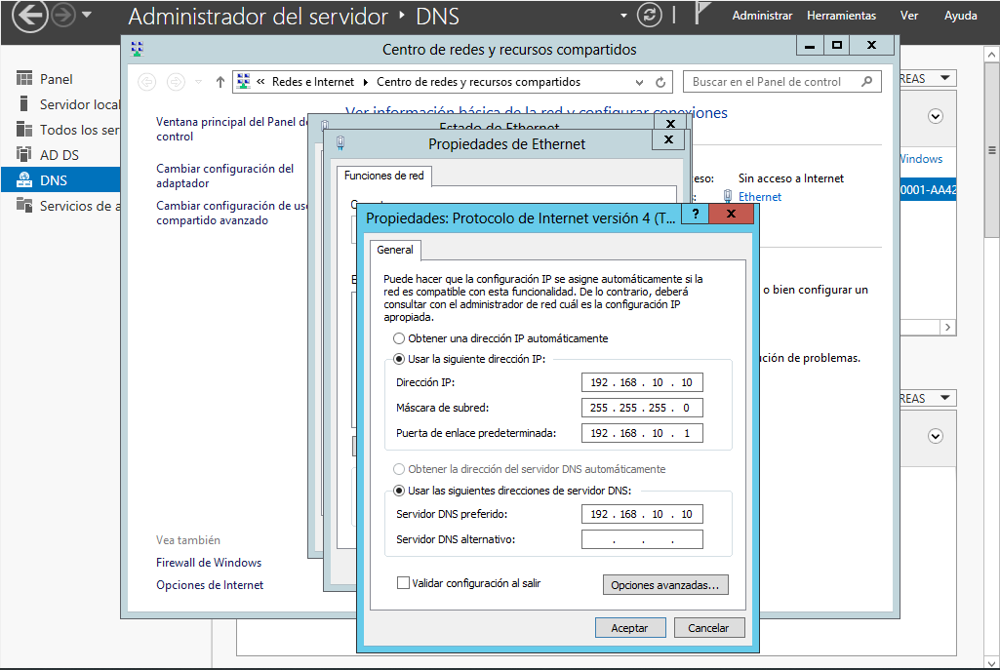 Administrador del servidor ‣ DNS
Administrar Herramientas Ver Ayuda
Panel
Servidor local
Todos los ser
AD DS
DNS
Servicios de a
Centro de redes y recursos compartidos
« Redes e Internet ‣ Centro de redes y recursos compartidos
Buscar en el Panel de control
Ventana principal del Panel de
control
Cambiar configuración del
adaptador
Cambiar configuración de uso
compartido avanzado
Vea también
Firewall de Windows
Opciones de Internet
Ver información básica de la red y configurar conexiones
Sin acceso a Internet
Ethernet
o bien configurar un
ción de problemas.
REAS
Windows
0001-AA42
REAS
Estado de Ethernet
Propiedades de Ethernet
Funciones de red
Propiedades: Protocolo de Internet versión 4 (T...
?
General
Puede hacer que la configuración IP se asigne automáticamente si la
red es compatible con esta funcionalidad. De lo contrario, deberá
consultar con el administrador de red cuál es la configuración IP
apropiada.
Obtener una dirección IP automáticamente
Usar la siguiente dirección IP:
Dirección IP: 192 . 168 . 10 . 10
Máscara de subred: 255 . 255 . 255 . 0
Puerta de enlace predeterminada: 192 . 168 . 10 . 1
Obtener la dirección del servidor DNS automáticamente
Usar las siguientes direcciones de servidor DNS:
Servidor DNS preferido: 192 . 168 . 10 . 10
Servidor DNS alternativo: . . .
Validar configuración al salir
Opciones avanzadas...
Aceptar Cancelar